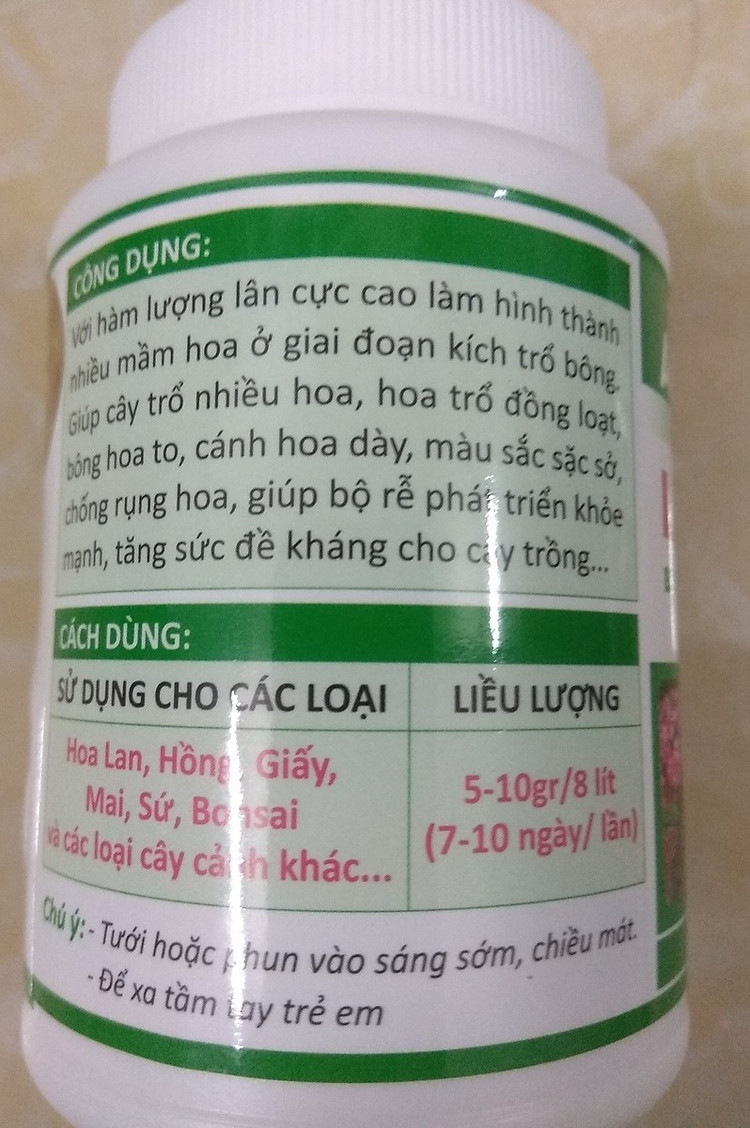 CÔNG DỤNG:
Với hàm lượng lân cực cao làm hình thành
nhiều mầm hoa ở giai đoạn kích trổ bông.
Giúp cây trổ nhiều hoa, hoa trổ đồng loạt,
bông hoa to, cánh hoa dày, màu sắc sặc sở,
chống rụng hoa, giúp bộ rễ phát triển khỏe
mạnh, tăng sức đề kháng cho cây trồng...
CÁCH DÙNG:
SỬ DỤNG CHO CÁC LOẠI
LIỀU LƯỢNG
Hoa Lan, Hồng, Giấy,
Mai, Sứ, Bonsai
và các loại cây cảnh khác...
5-10gr/8 lít
(7-10 ngày/ lần)
Chú ý: - Tưới hoặc phun vào sáng sớm, chiều mát.
- Để xa tầm tay trẻ em